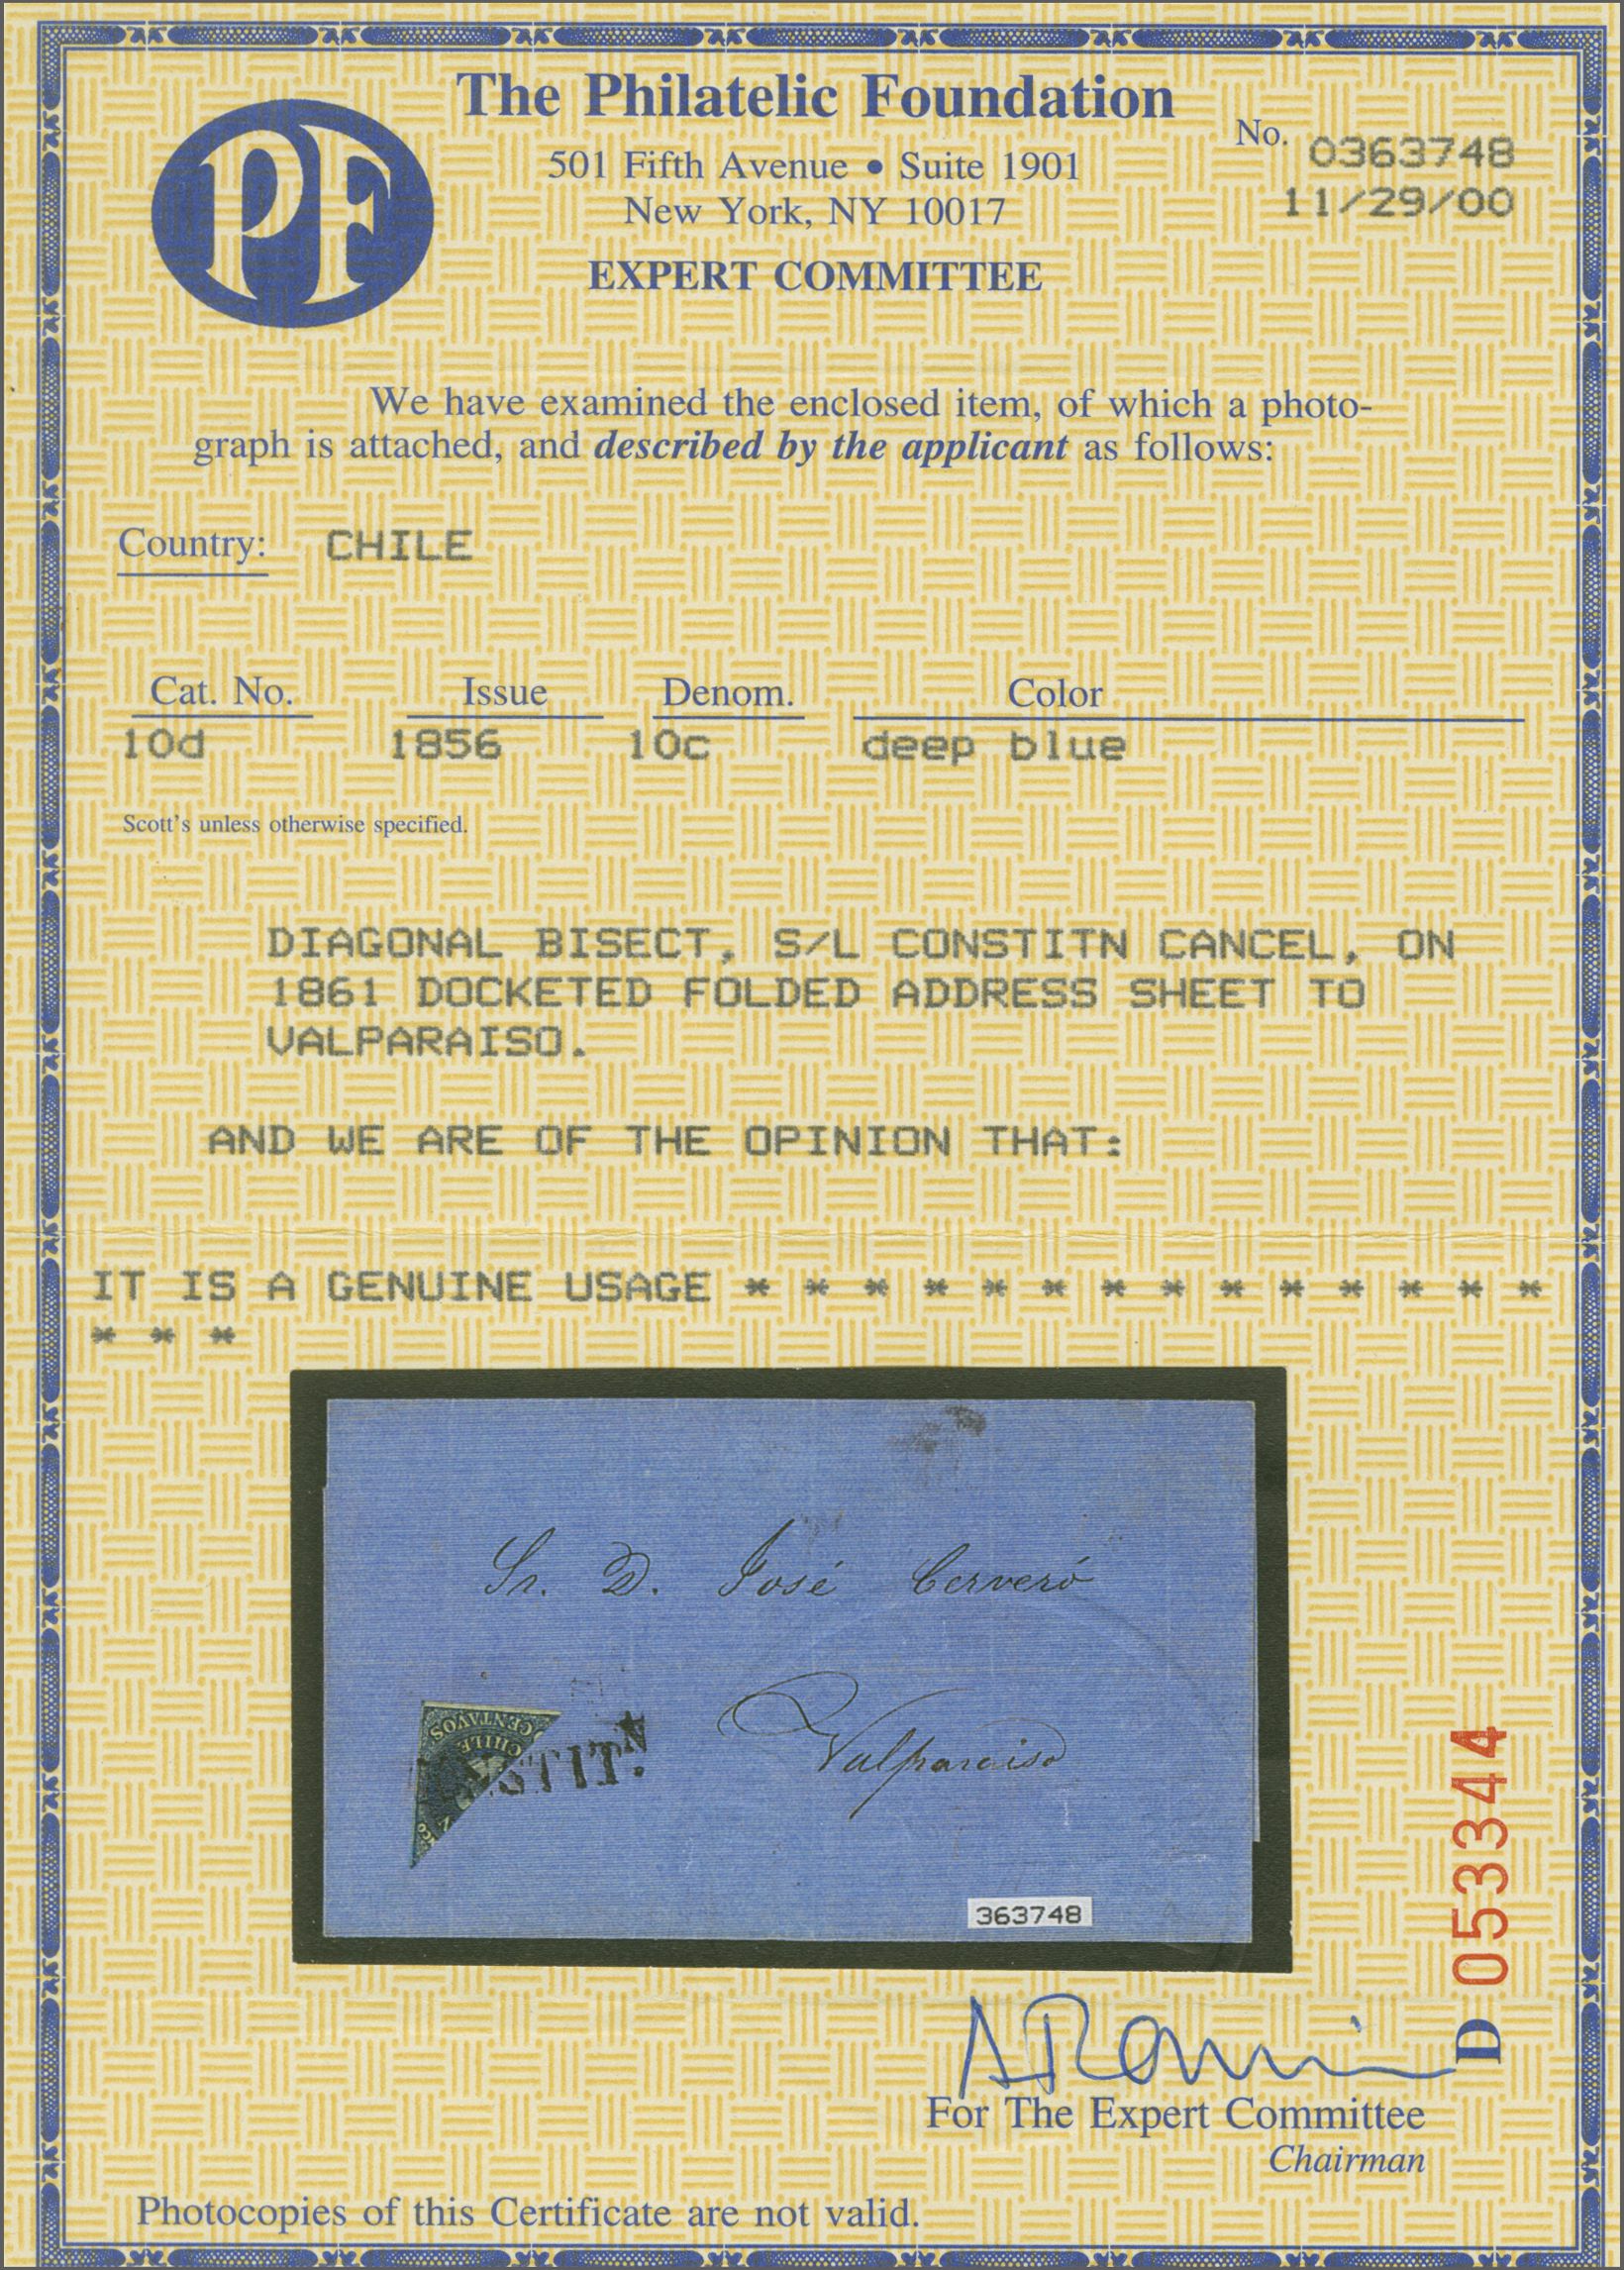 The Philatelic Foundation
PF
501 Fifth Avenue • Suite 1901
New York, NY 10017
EXPERT COMMITTEE
No. 0363748
11/29/00
We have examined the enclosed item, of which a photo-
graph is attached, and described by the applicant as follows:
Country: CHILE
Cat. No. Issue Denom. Color
10d 1856 10c deep blue
Scott's unless otherwise specified.
DIAGONAL BISECT, S/L CONSTITN CANCEL, ON
1861 DOCKETED FOLDED ADDRESS SHEET TO
VALPARAISO.
AND WE ARE OF THE OPINION THAT:
IT IS A GENUINE USAGE * * * * * * * * * * * * * *
* * *
Sr. D. José Cerveró
Valparaiso
CENTAVOS
CHILE
STITN.
363748
D 053344
For The Expert Committee
Chairman
Photocopies of this Certificate are not valid.